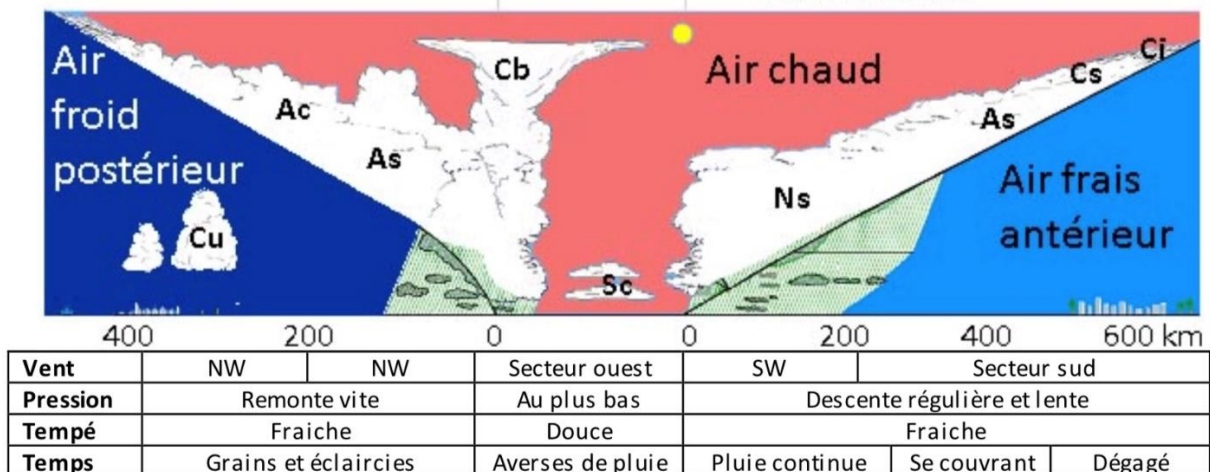 Air froid postérieur
Ac
As
Cu
Cb
Sc
Air chaud
Ns
As
Cs
Ci
Air frais antérieur
400 200 0 0 200 400 600 km
Vent NW NW Secteur ouest SW Secteur sud
Pression Remonte vite Au plus bas Descente régulière et lente
Tempé Fraiche Douce Fraiche
Temps Grains et éclaircies Averses de pluie Pluie continue Se couvrant Dégagé